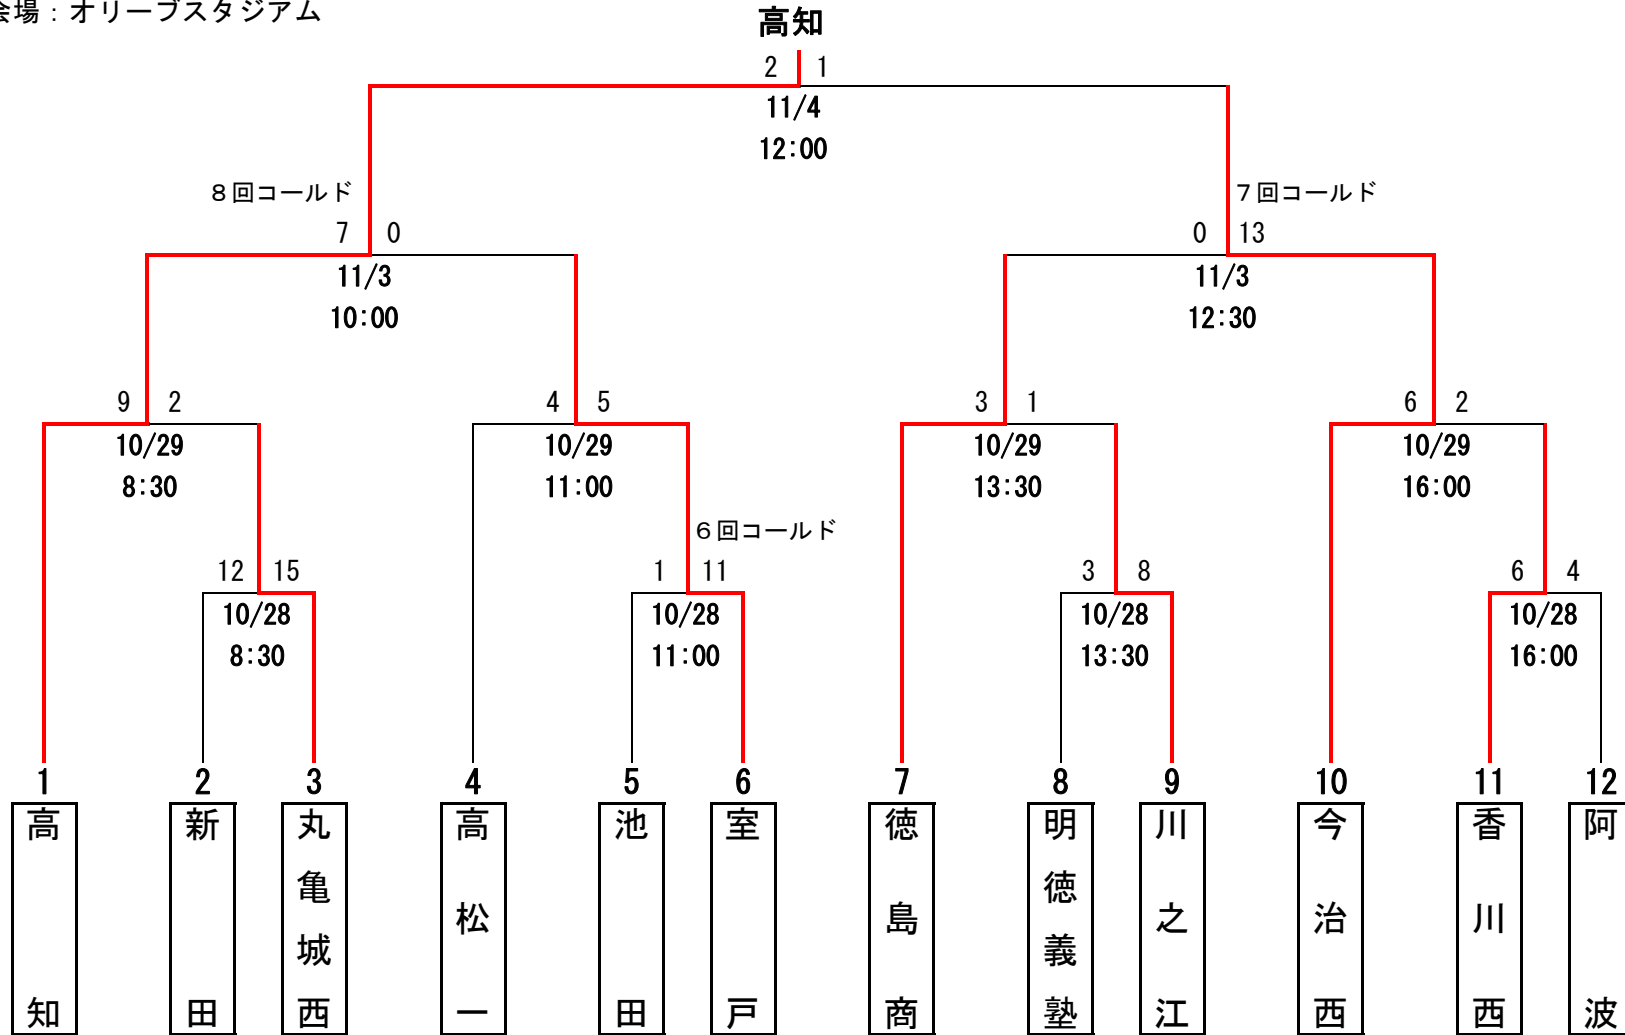 会場：オリーブスタジアム
高知
2 1
11/4
12:00
８回コールド
７回コールド
7 0
0 13
11/3
11/3
10:00
12:30
9 2
4 5
3 1
6 2
10/29
10/29
10/29
10/29
8:30
11:00
13:30
16:00
６回コールド
12 15
1 11
3 8
6 4
10/28
10/28
10/28
10/28
8:30
11:00
13:30
16:00
1 2 3 4 5 6 7 8 9 10 11 12
高知
新田
丸亀城西
高松一
池田
室戸
徳島商
明徳義塾
川之江
今治西
香川西
阿波